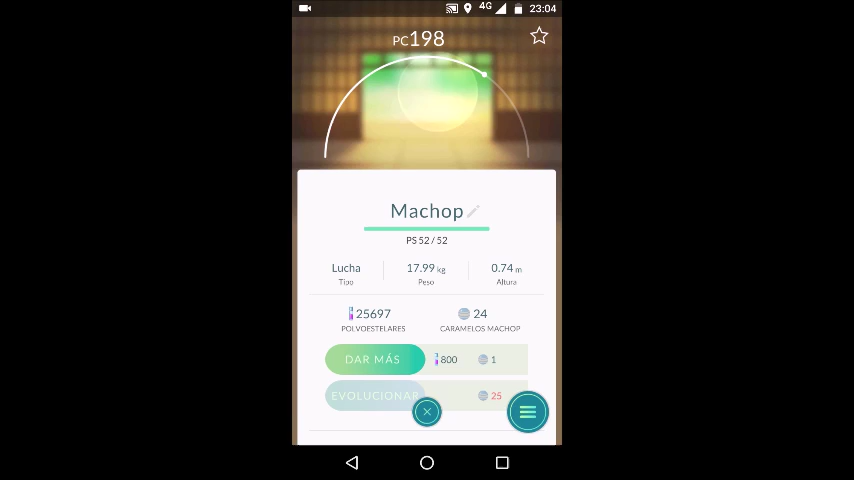 4G 23:04
PC198
Machop
PS 52 / 52
Lucha 17.99 kg 0.74 m
Tipo Peso Altura
25697 24
POLVOESTELARES CARAMELOS MACHOP
DAR MÁS 800 1
EVOLUCIONAR 25